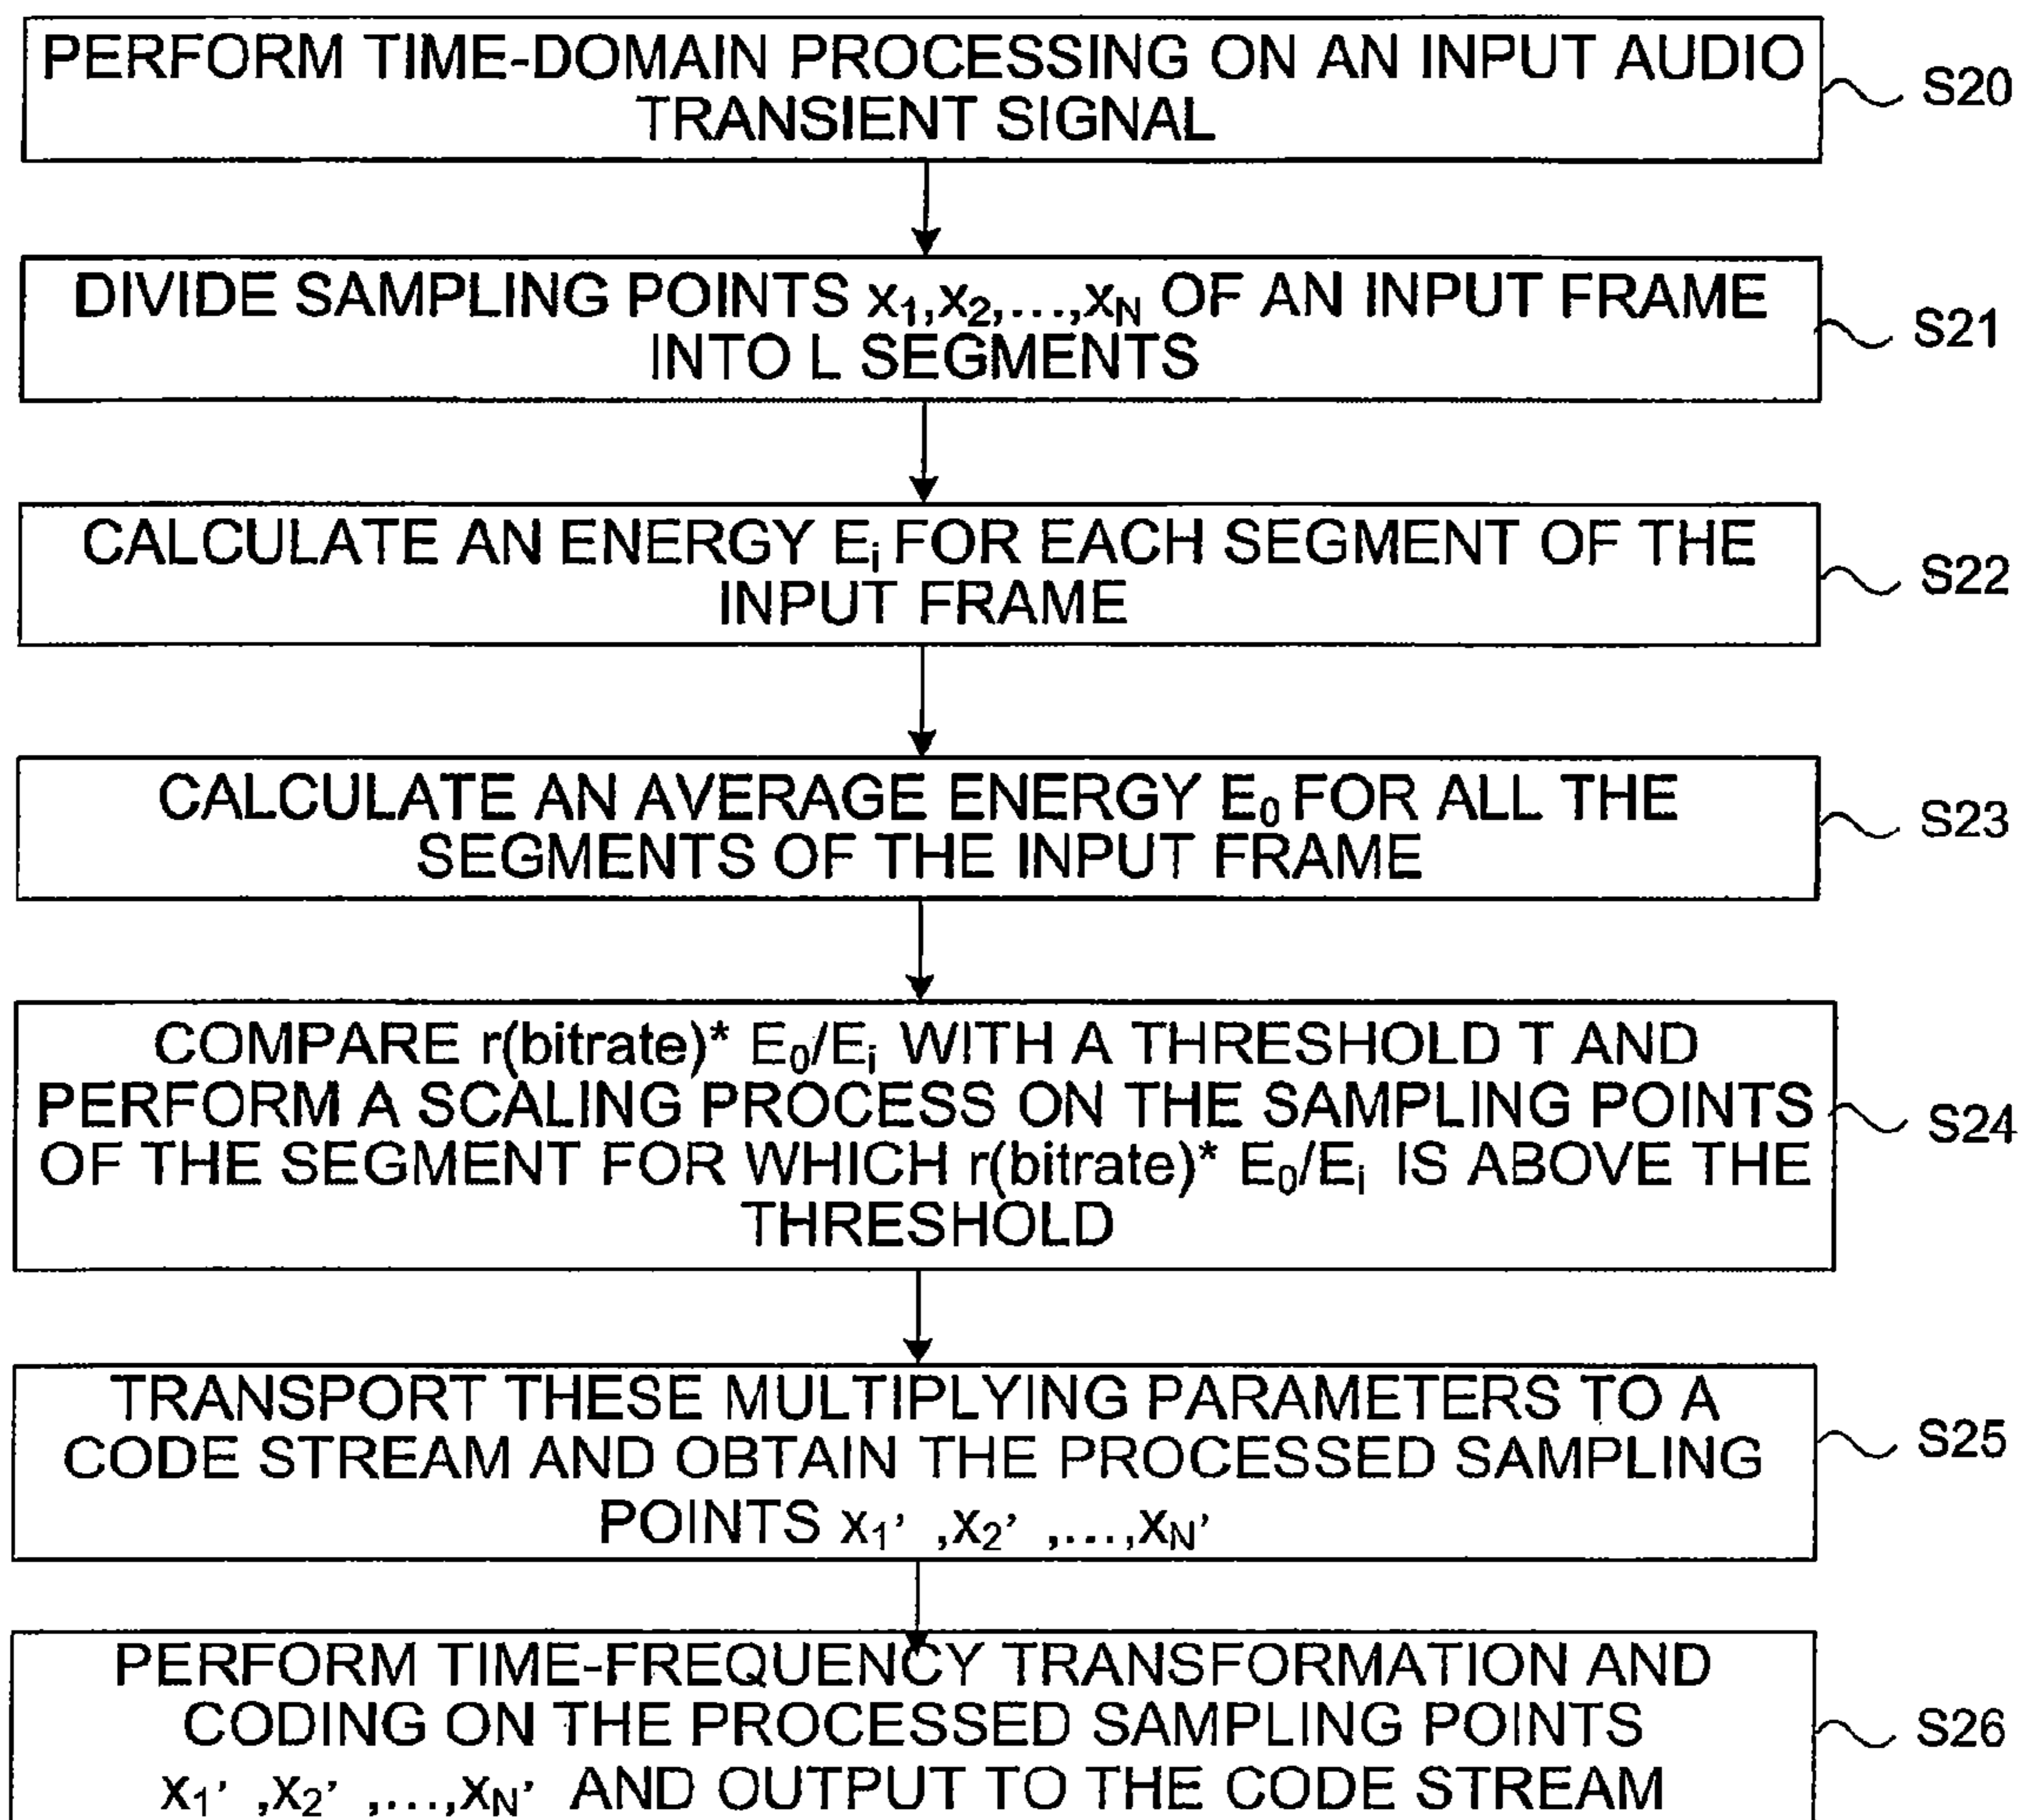 PERFORM TIME-DOMAIN PROCESSING ON AN INPUT AUDIO
TRANSIENT SIGNAL
S20
DIVIDE SAMPLING POINTS x₁,x₂,...,x_N OF AN INPUT FRAME
INTO L SEGMENTS
S21
CALCULATE AN ENERGY Eᵢ FOR EACH SEGMENT OF THE
INPUT FRAME
S22
CALCULATE AN AVERAGE ENERGY E₀ FOR ALL THE
SEGMENTS OF THE INPUT FRAME
S23
COMPARE r(bitrate)* E₀/Eᵢ WITH A THRESHOLD T AND
PERFORM A SCALING PROCESS ON THE SAMPLING POINTS
OF THE SEGMENT FOR WHICH r(bitrate)* E₀/Eᵢ IS ABOVE THE
THRESHOLD
S24
TRANSPORT THESE MULTIPLYING PARAMETERS TO A
CODE STREAM AND OBTAIN THE PROCESSED SAMPLING
POINTS x₁' ,x₂' ,...,x_N'
S25
PERFORM TIME-FREQUENCY TRANSFORMATION AND
CODING ON THE PROCESSED SAMPLING POINTS
x₁' ,x₂' ,...,x_N' AND OUTPUT TO THE CODE STREAM
S26